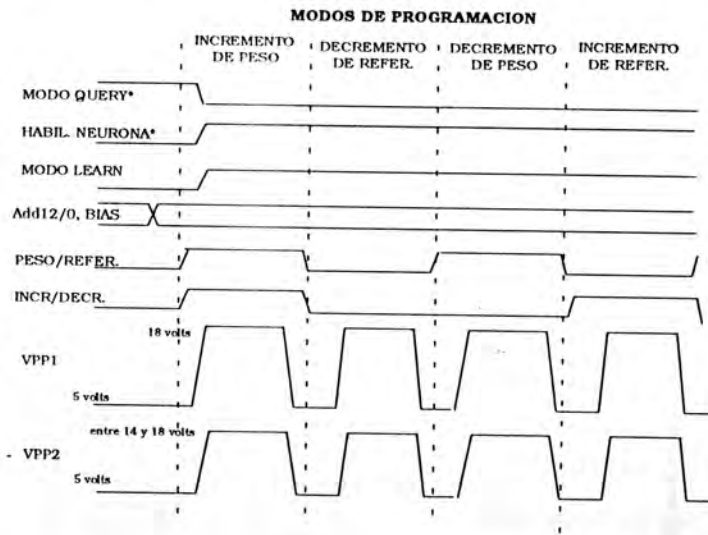 MODOS DE PROGRAMACION
INCREMENTO DE PESO
DECREMENTO DE REFER.
DECREMENTO DE PESO
INCREMENTO DE REFER.
MODO QUERY*
HABIL. NEURONA*
MODO LEARN
Add12/0, BIAS
PESO/REFER.
INCR/DECR.
18 volts
VPP1
5 volts
entre 14 y 18 volts
- VPP2
5 volts